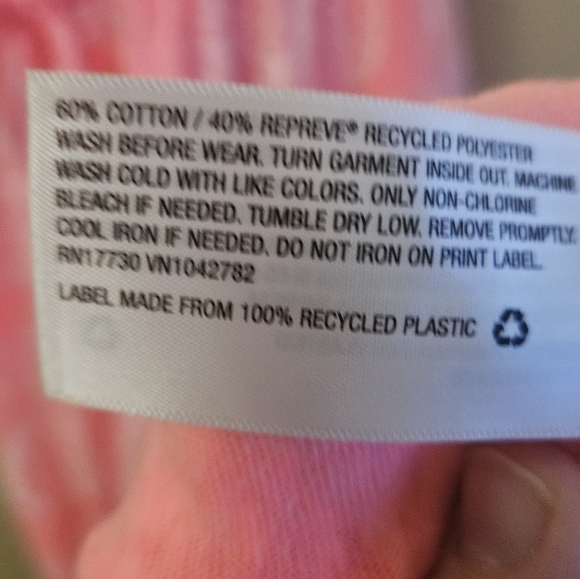 60% COTTON / 40% REPREVE® RECYCLED POLYESTER
WASH BEFORE WEAR. TURN GARMENT INSIDE OUT. MACHINE
WASH COLD WITH LIKE COLORS. ONLY NON-CHLORINE
BLEACH IF NEEDED. TUMBLE DRY LOW. REMOVE PROMPTLY.
COOL IRON IF NEEDED. DO NOT IRON ON PRINT LABEL.
RN17730 VN1042782
LABEL MADE FROM 100% RECYCLED PLASTIC